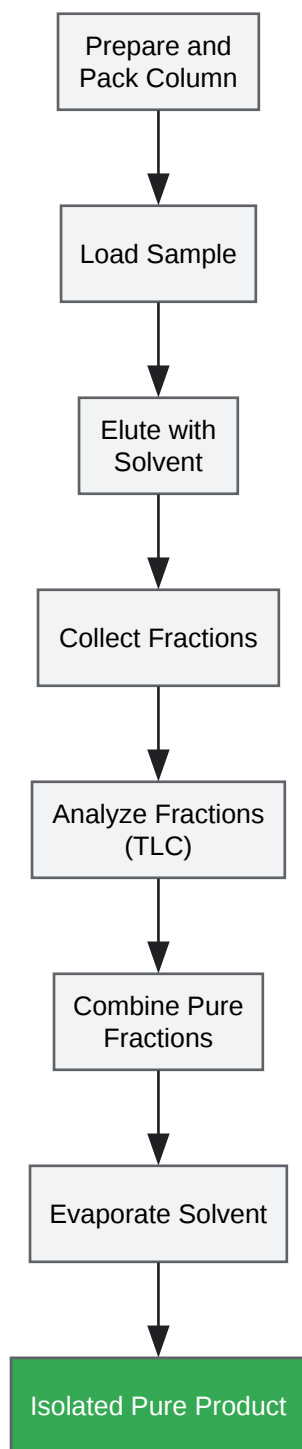 Prepare and
Pack Column
Load Sample
Elute with
Solvent
Collect Fractions
Analyze Fractions
(TLC)
Combine Pure
Fractions
Evaporate Solvent
Isolated Pure Product